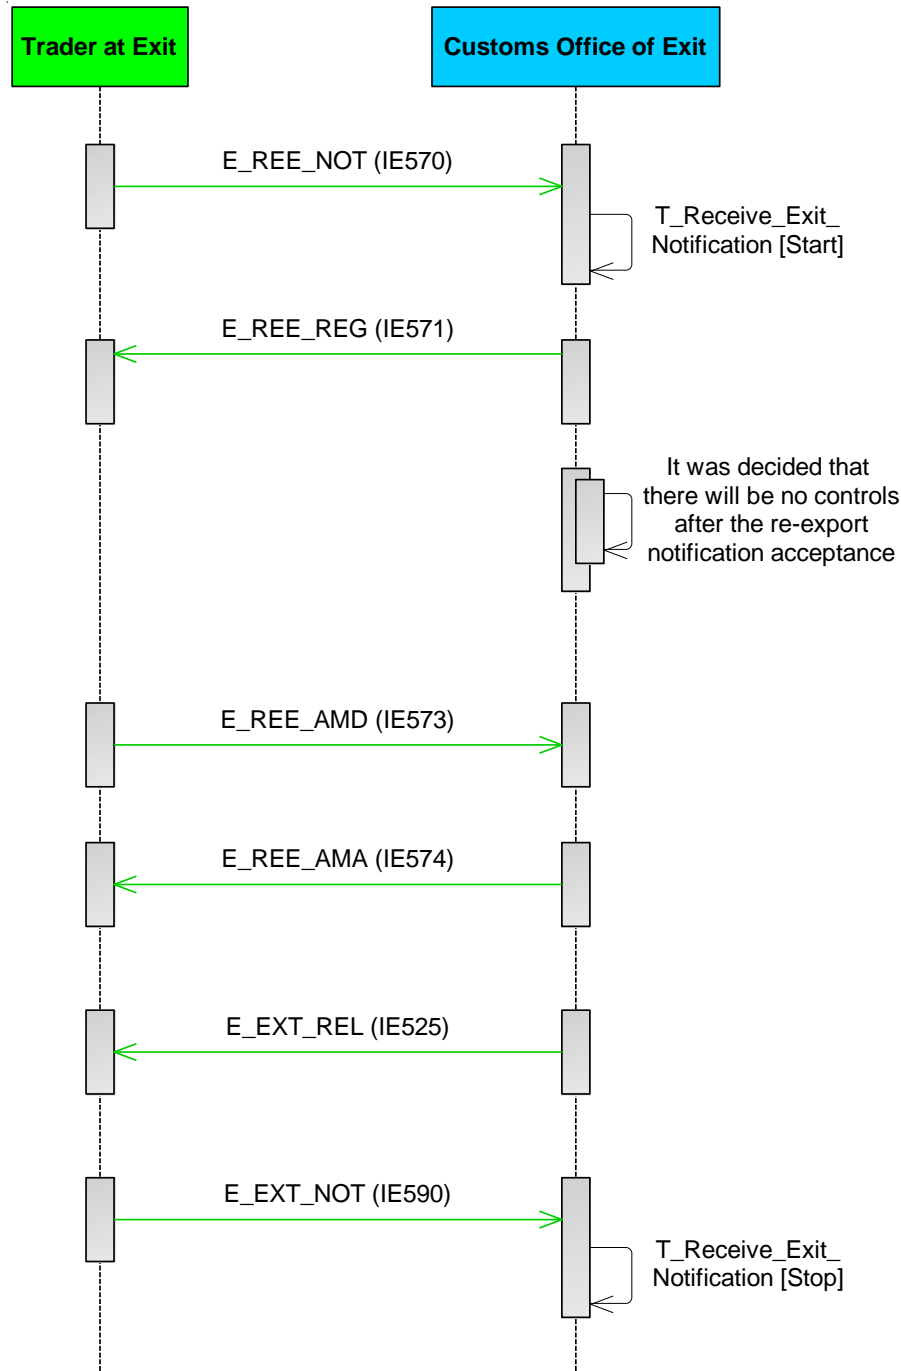 Trader at Exit
Customs Office of Exit
E_REE_NOT (IE570)
T_Receive_Exit_
Notification [Start]
E_REE_REG (IE571)
It was decided that
there will be no controls
after the re-export
notification acceptance
E_REE_AMD (IE573)
E_REE_AMA (IE574)
E_EXT_REL (IE525)
E_EXT_NOT (IE590)
T_Receive_Exit_
Notification [Stop]